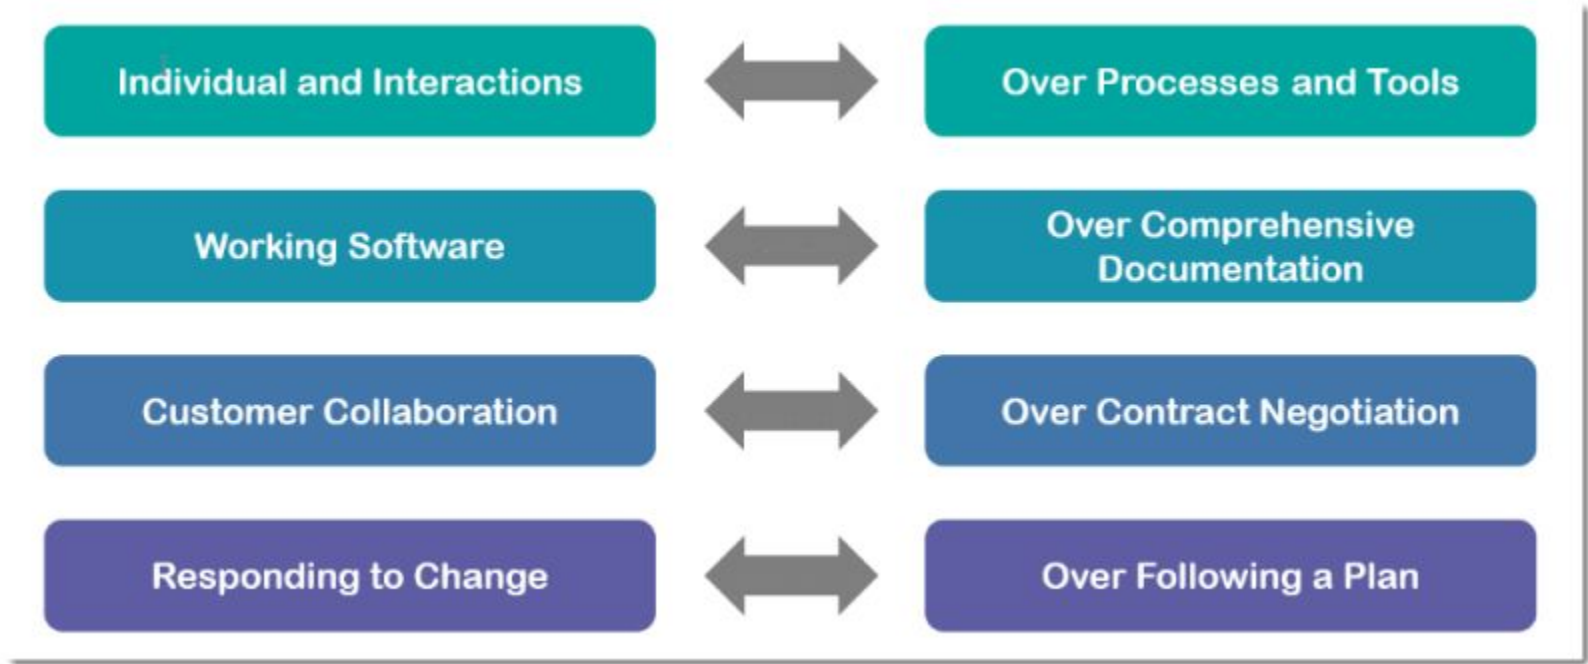 Individual and Interactions
Over Processes and Tools
Working Software
Over Comprehensive
Documentation
Customer Collaboration
Over Contract Negotiation
Responding to Change
Over Following a Plan